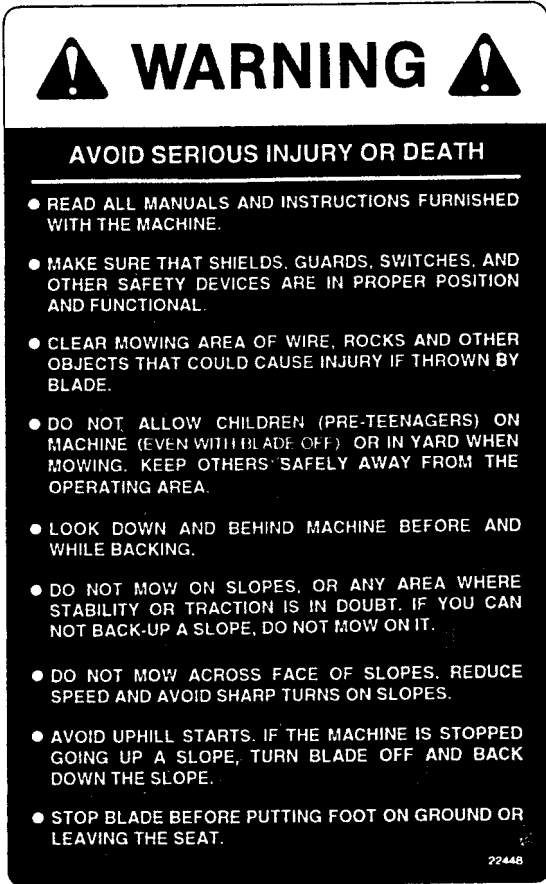 WARNING
AVOID SERIOUS INJURY OR DEATH
● READ ALL MANUALS AND INSTRUCTIONS FURNISHED
WITH THE MACHINE.
● MAKE SURE THAT SHIELDS, GUARDS, SWITCHES, AND
OTHER SAFETY DEVICES ARE IN PROPER POSITION
AND FUNCTIONAL.
● CLEAR MOWING AREA OF WIRE, ROCKS AND OTHER
OBJECTS THAT COULD CAUSE INJURY IF THROWN BY
BLADE.
● DO NOT ALLOW CHILDREN (PRE-TEENAGERS) ON
MACHINE (EVEN WITH BLADE OFF) OR IN YARD WHEN
MOWING. KEEP OTHERS SAFELY AWAY FROM THE
OPERATING AREA.
● LOOK DOWN AND BEHIND MACHINE BEFORE AND
WHILE BACKING.
● DO NOT MOW ON SLOPES, OR ANY AREA WHERE
STABILITY OR TRACTION IS IN DOUBT. IF YOU CAN
NOT BACK-UP A SLOPE, DO NOT MOW ON IT.
● DO NOT MOW ACROSS FACE OF SLOPES. REDUCE
SPEED AND AVOID SHARP TURNS ON SLOPES.
● AVOID UPHILL STARTS. IF THE MACHINE IS STOPPED
GOING UP A SLOPE, TURN BLADE OFF AND BACK
DOWN THE SLOPE.
● STOP BLADE BEFORE PUTTING FOOT ON GROUND OR
LEAVING THE SEAT.
22448